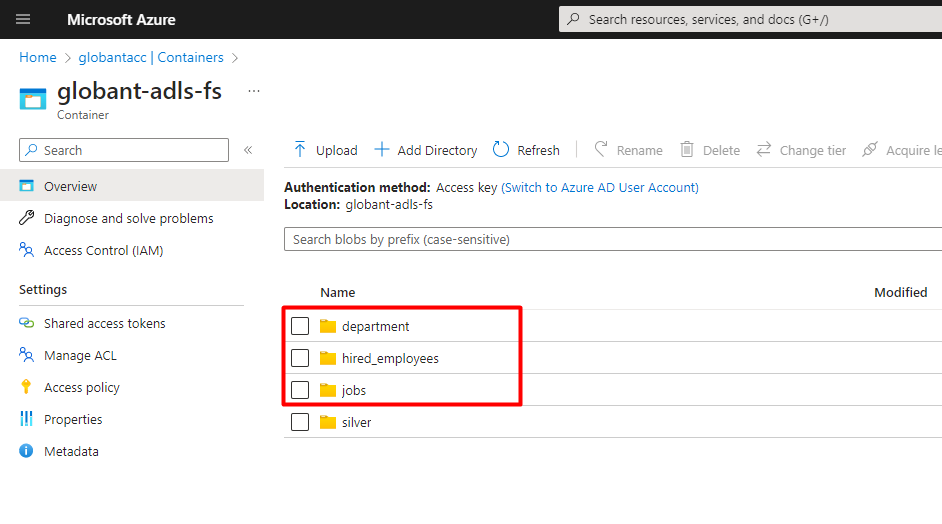 Microsoft Azure
Search resources, services, and docs (G+/)
Home > globantacc | Containers >
globant-adls-fs ...
Container
Search «
Upload Add Directory Refresh Rename Delete Change tier Acquire le
Overview
Authentication method: Access key (Switch to Azure AD User Account)
Location: globant-adls-fs
Diagnose and solve problems
Access Control (IAM)
Search blobs by prefix (case-sensitive)
Settings
Name Modified
Shared access tokens
department
Manage ACL
hired_employees
Access policy
jobs
Properties
silver
Metadata